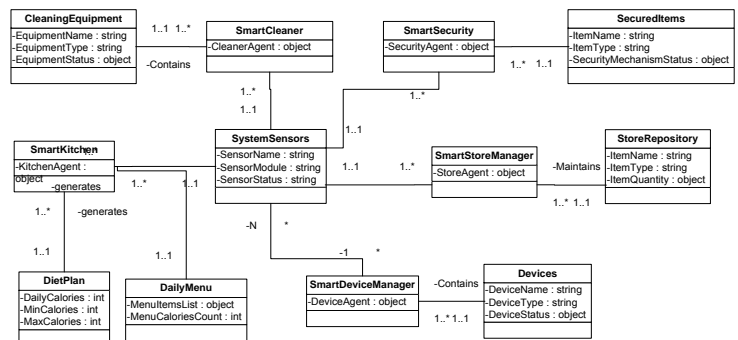 CleaningEquipment
-EquipmentName : string
-EquipmentType : string
-EquipmentStatus : object
1..1 1..*
-Contains
SmartCleaner
-CleanerAgent : object
SmartSecurity
-SecurityAgent : object
1..* 1..1
SecuredItems
-ItemName : string
-ItemType : string
-SecurityMechanismStatus : object
1..*
1..1
1..*
1..1
SystemSensors
-SensorName : string
-SensorModule : string
-SensorStatus : string
SmartKitchen
-KitchenAgent :
object
-generates
1..*
1..1
1..*
-generates
1..1
1..1
1..1
1..*
SmartStoreManager
-StoreAgent : object
-Maintains
1..* 1..1
StoreRepository
-ItemName : string
-ItemType : string
-ItemQuantity : object
-N
*
-1
*
DietPlan
-DailyCalories : int
-MinCalories : int
-MaxCalories : int
DailyMenu
-MenuItemsList : object
-MenuCaloriesCount : int
SmartDeviceManager
-DeviceAgent : object
-Contains
1..* 1..1
Devices
-DeviceName : string
-DeviceType : string
-DeviceStatus : object